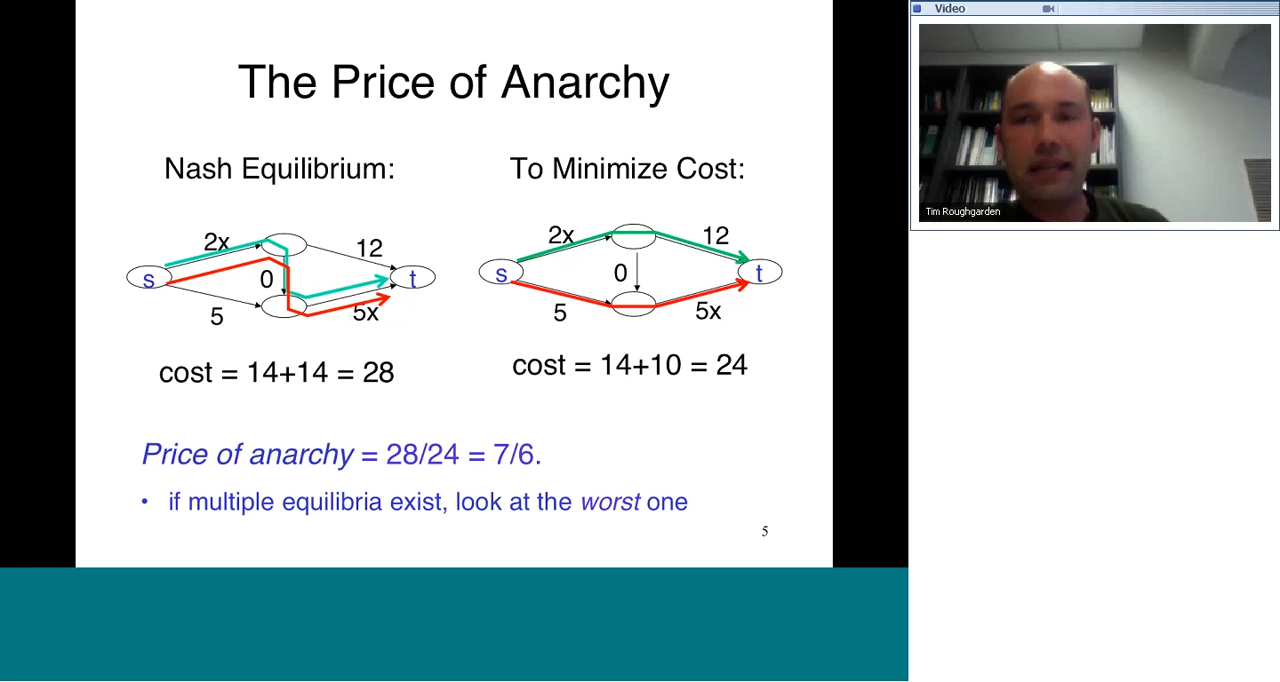 Video
Tim Roughgarden
The Price of Anarchy
Nash Equilibrium:
To Minimize Cost:
2x
12
s
0
t
5
5x
cost = 14+14 = 28
2x
12
s
0
t
5
5x
cost = 14+10 = 24
Price of anarchy = 28/24 = 7/6.
• if multiple equilibria exist, look at the worst one
5